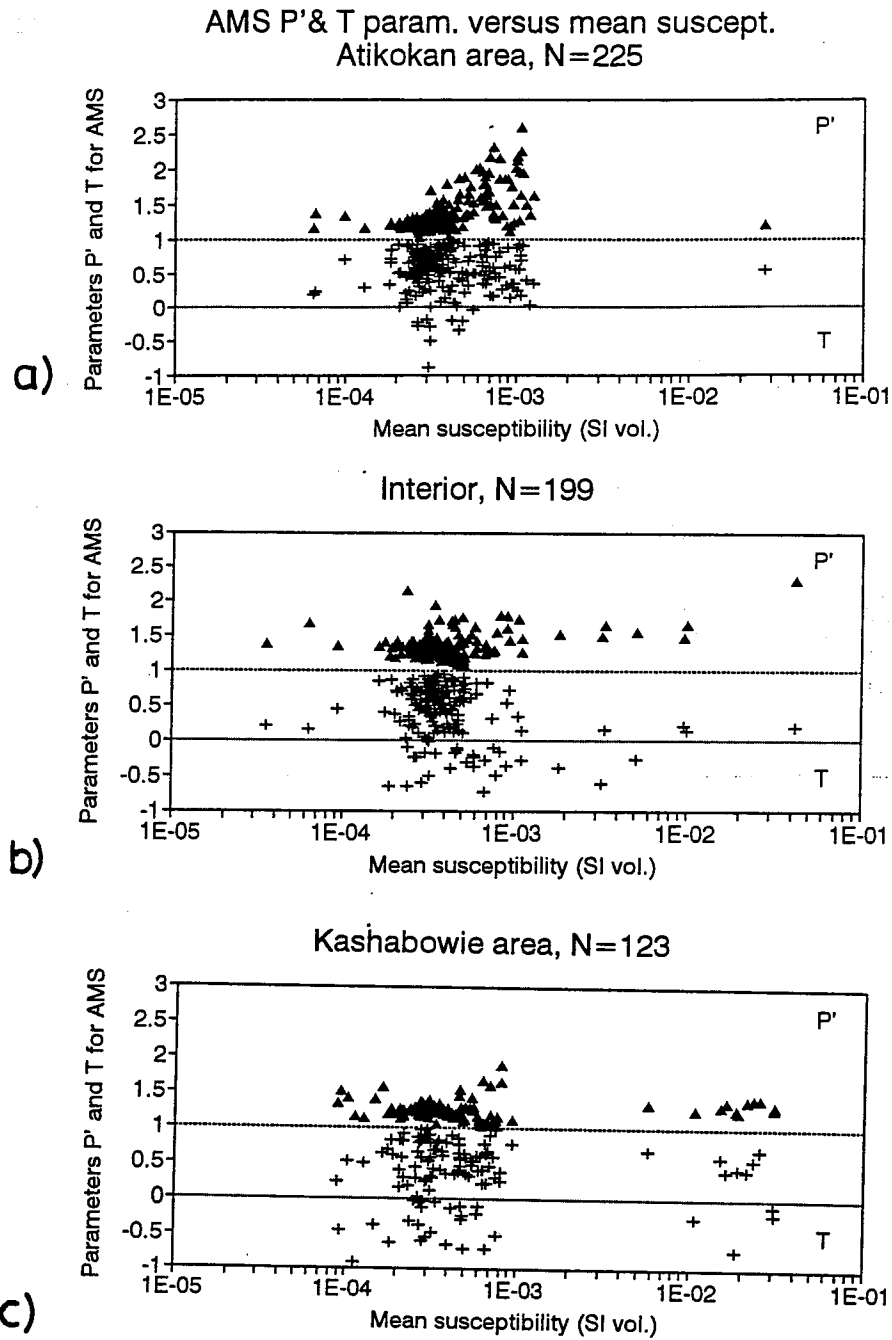 AMS P'& T param. versus mean suscept.
Atikokan area, N=225
Parameters P' and T for AMS
3
2.5
2
1.5
1
0.5
0
-0.5
-1
P'
T
a)
1E-05 1E-04 1E-03 1E-02 1E-01
Mean susceptibility (SI vol.)
Interior, N=199
Parameters P' and T for AMS
3
2.5
2
1.5
1
0.5
0
-0.5
-1
P'
T
b)
1E-05 1E-04 1E-03 1E-02 1E-01
Mean susceptibility (SI vol.)
Kashabowie area, N=123
Parameters P' and T for AMS
3
2.5
2
1.5
1
0.5
0
-0.5
-1
P'
T
c)
1E-05 1E-04 1E-03 1E-02 1E-01
Mean susceptibility (SI vol.)